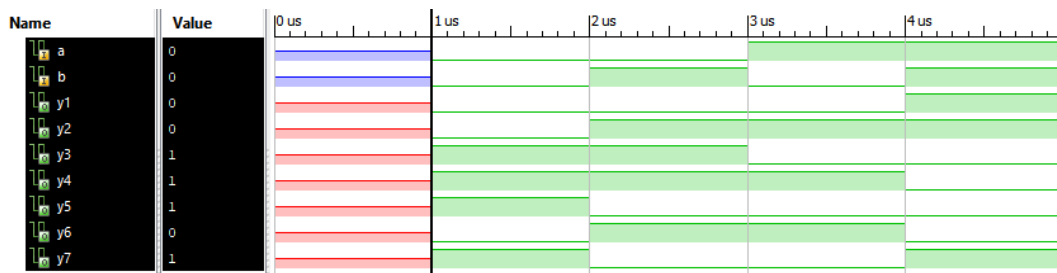 Name Value 0 us 1 us 2 us 3 us 4 us
a 0
b 0
y1 0
y2 0
y3 1
y4 1
y5 1
y6 0
y7 1